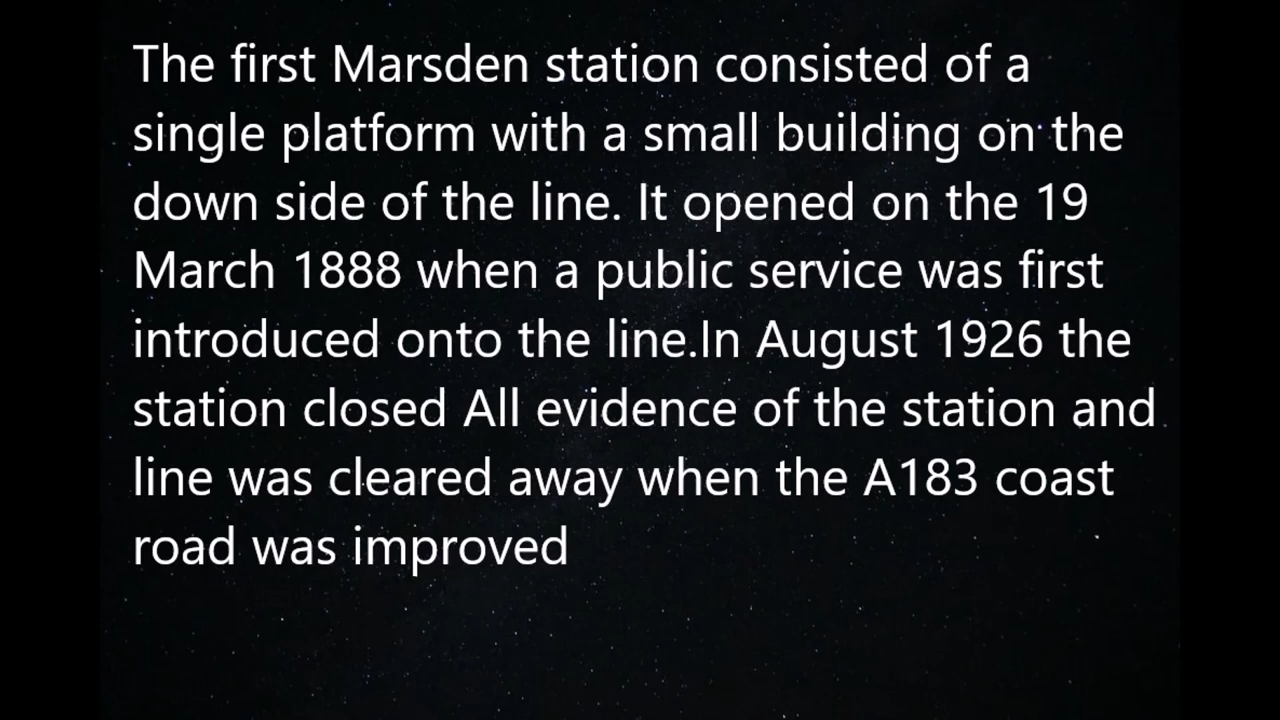 The first Marsden station consisted of a
single platform with a small building on the
down side of the line. It opened on the 19
March 1888 when a public service was first
introduced onto the line.In August 1926 the
station closed All evidence of the station and
line was cleared away when the A183 coast
road was improved